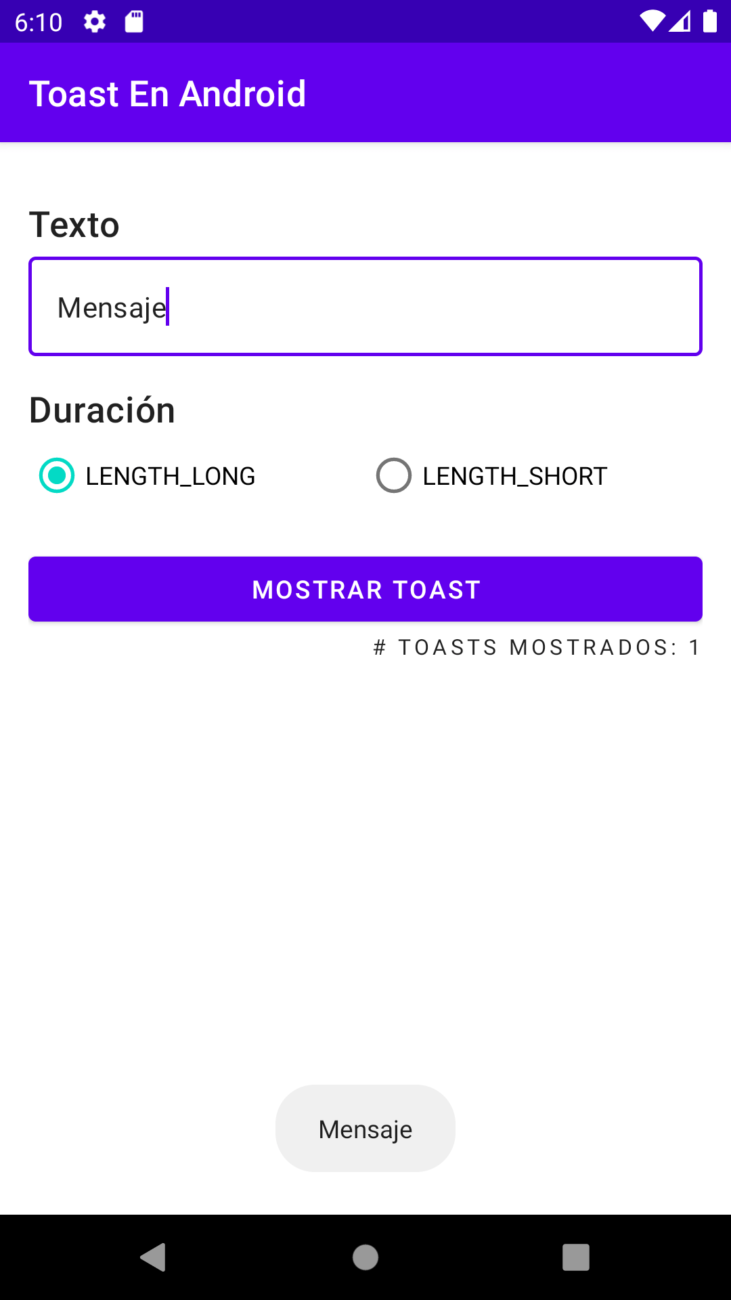 6:10
Toast En Android
Texto
Mensaje
Duración
LENGTH_LONG LENGTH_SHORT
MOSTRAR TOAST
# TOASTS MOSTRADOS: 1
Mensaje